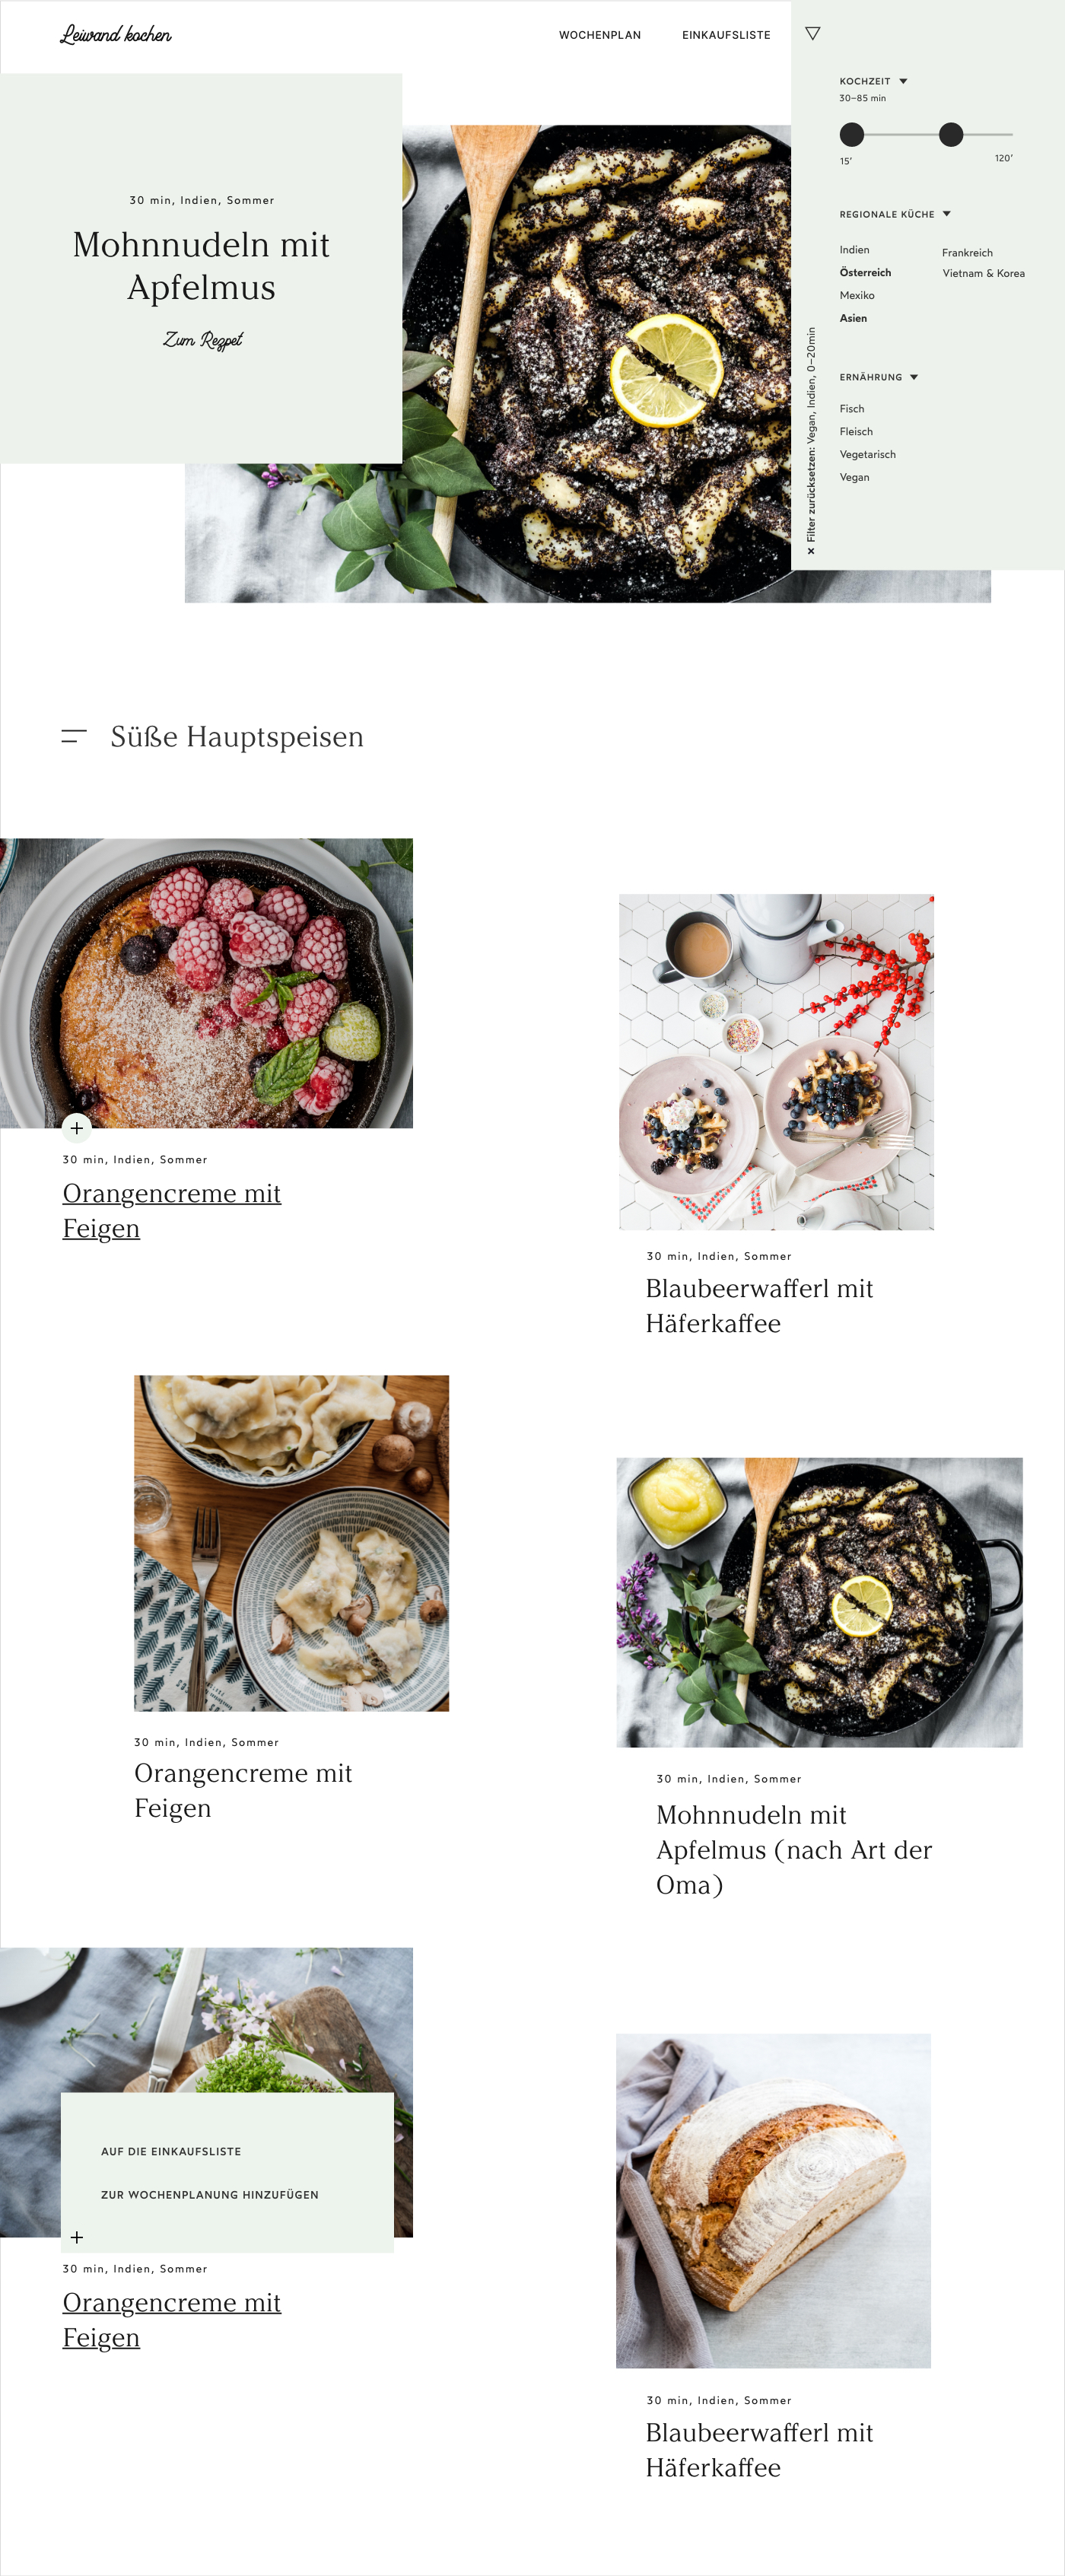 Leiwand kochen
WOCHENPLAN
EINKAUFSLISTE
KOCHZEIT
30–85 min
15’
120’
REGIONALE KÜCHE
Indien
Frankreich
Österreich
Vietnam & Korea
Mexiko
Asien
ERNÄHRUNG
Fisch
Fleisch
Vegetarisch
Vegan
× Filter zurücksetzen: Vegan, Indien, 0–20min
30 min, Indien, Sommer
Mohnnudeln mit
Apfelmus
Zum Rezpet
Süße Hauptspeisen
30 min, Indien, Sommer
Orangencreme mit
Feigen
30 min, Indien, Sommer
Blaubeerwafferl mit
Häferkaffee
30 min, Indien, Sommer
Orangencreme mit
Feigen
30 min, Indien, Sommer
Mohnnudeln mit
Apfelmus (nach Art der
Oma)
AUF DIE EINKAUFSLISTE
ZUR WOCHENPLANUNG HINZUFÜGEN
30 min, Indien, Sommer
Orangencreme mit
Feigen
30 min, Indien, Sommer
Blaubeerwafferl mit
Häferkaffee